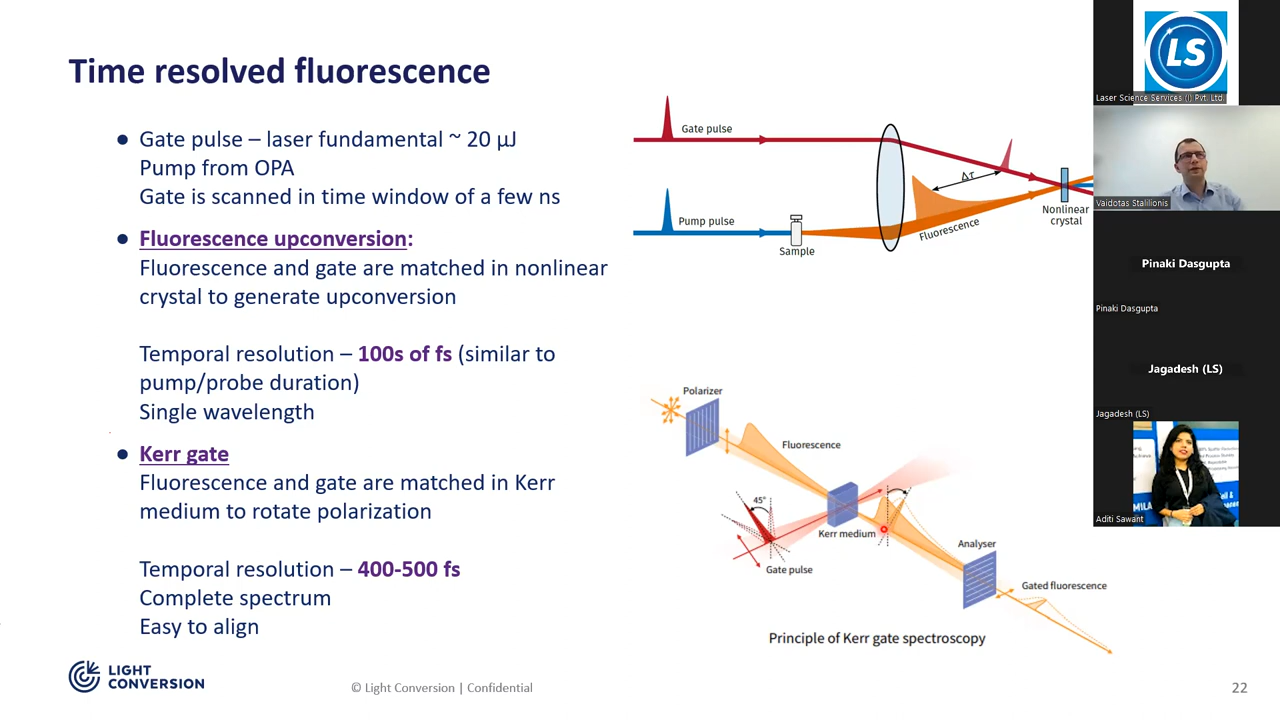 Time resolved fluorescence
● Gate pulse – laser fundamental ~ 20 µJ
Pump from OPA
Gate is scanned in time window of a few ns
● Fluorescence upconversion:
Fluorescence and gate are matched in nonlinear
crystal to generate upconversion
Temporal resolution – 100s of fs (similar to
pump/probe duration)
Single wavelength
● Kerr gate
Fluorescence and gate are matched in Kerr
medium to rotate polarization
Temporal resolution – 400-500 fs
Complete spectrum
Easy to align
Gate pulse
Δτ
Pump pulse
Sample
Fluorescence
Nonlinear
crystal
Polarizer
Fluorescence
45°
Kerr medium
Gate pulse
Analyser
Gated fluorescence
Principle of Kerr gate spectroscopy
LIGHT
CONVERSION
© Light Conversion | Confidential
22
LS
Laser Science Services (I) Pvt. Ltd
Vaidotas Stalilionis
Pinaki Dasgupta
Pinaki Dasgupta
Jagadesh (LS)
Jagadesh (LS)
MILA
Aditi Sawant